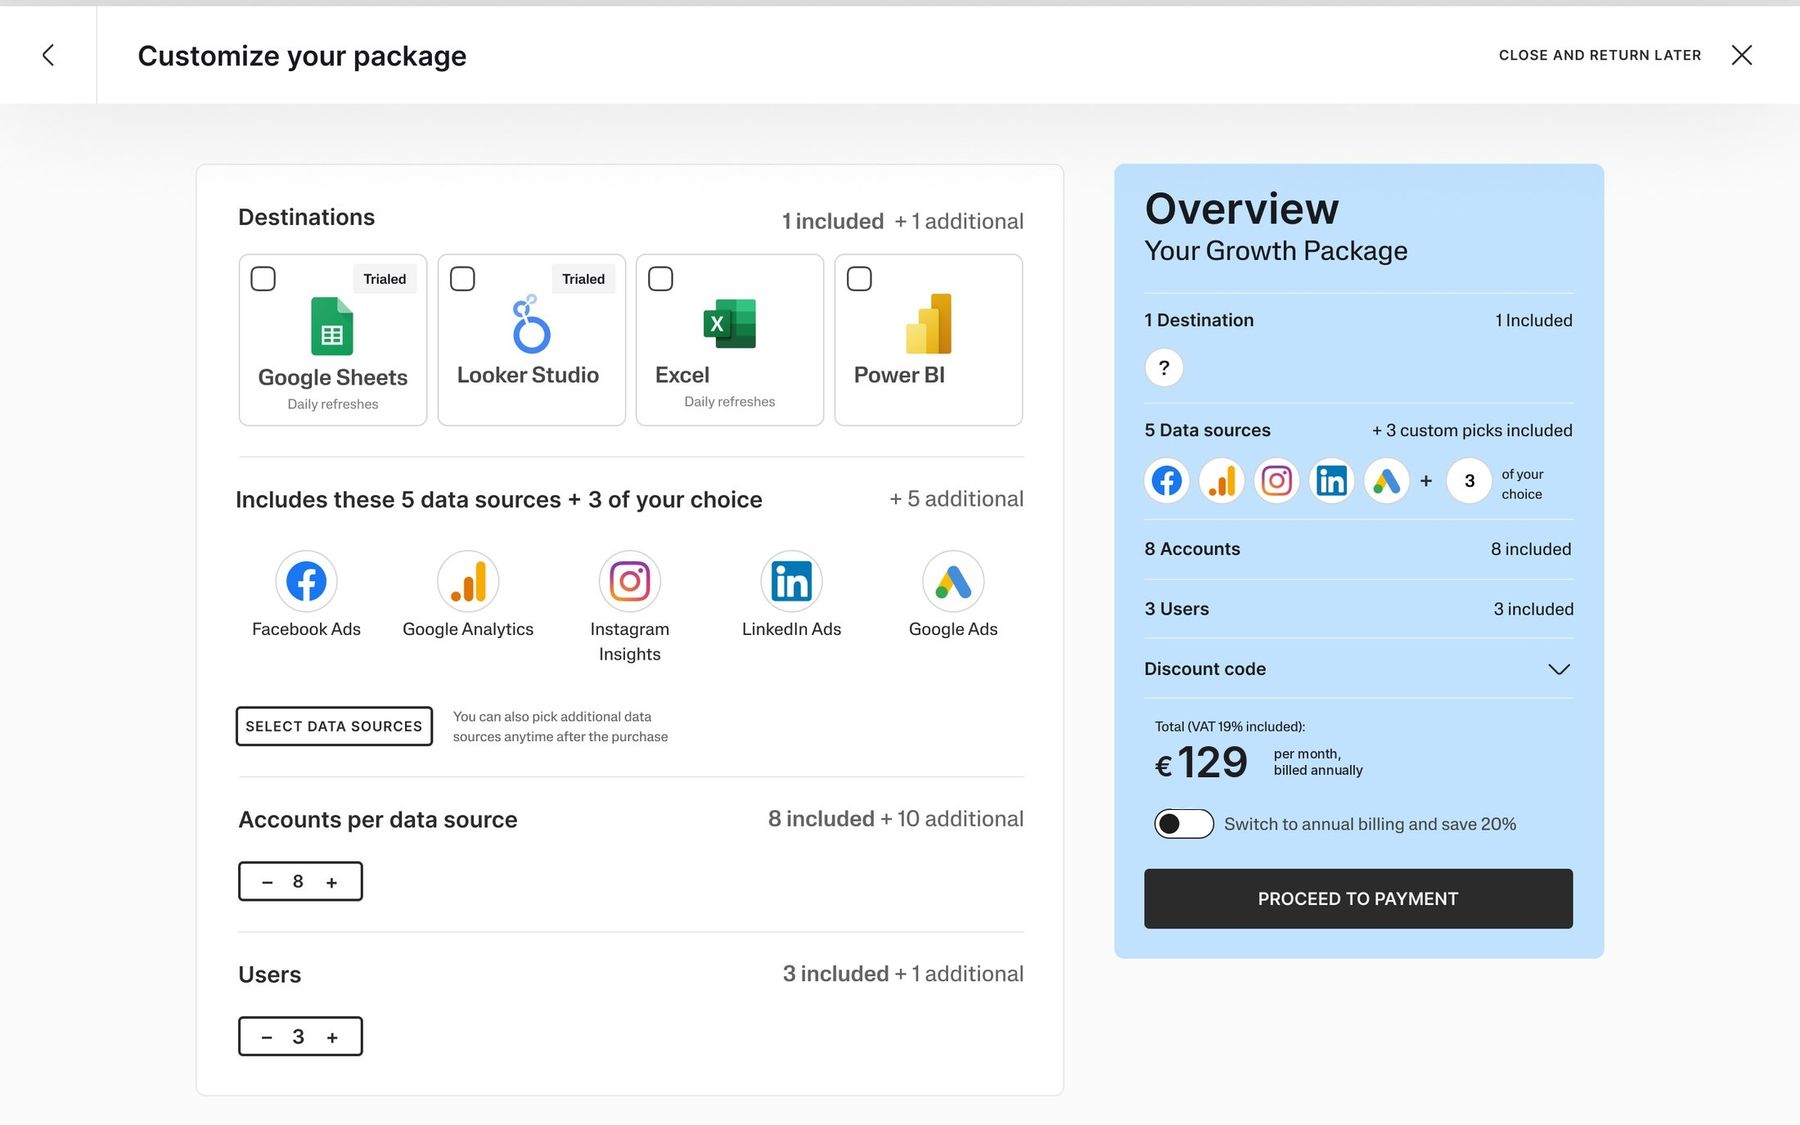 Customize your package
CLOSE AND RETURN LATER
Destinations
1 included + 1 additional
Trialed
Google Sheets
Daily refreshes
Trialed
Looker Studio
X
Excel
Daily refreshes
Power BI
Includes these 5 data sources + 3 of your choice
+ 5 additional
Facebook Ads
Google Analytics
Instagram
Insights
in
LinkedIn Ads
Google Ads
SELECT DATA SOURCES
You can also pick additional data
sources anytime after the purchase
Accounts per data source
8 included + 10 additional
– 8 +
Users
3 included + 1 additional
– 3 +
Overview
Your Growth Package
1 Destination
1 Included
?
5 Data sources
+ 3 custom picks included
in
+
3
of your
choice
8 Accounts
8 included
3 Users
3 included
Discount code
Total (VAT 19% included):
€ 129
per month,
billed annually
Switch to annual billing and save 20%
PROCEED TO PAYMENT